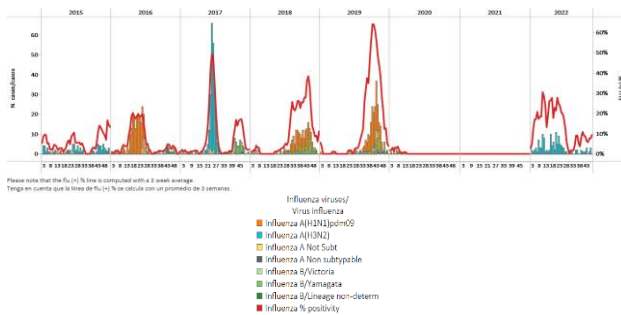 2015 2016 2017 2018 2019 2020 2021 2022
N. cases/casos
60
50
40
30
20
10
0
60%
50%
40%
30%
20%
10%
0%
Please note that the flu (+) % line is computed with a 3 week average.
Tenga en cuenta que la línea de flu (+) % se calcula con un promedio de 3 semanas.
Influenza viruses/
Virus influenza
Influenza A(H1N1)pdm09
Influenza A(H3N2)
Influenza A Not Subt
Influenza A Non subtypable
Influenza B/Victoria
Influenza B/Yamagata
Influenza B/Lineage non-determ
Influenza % positivity